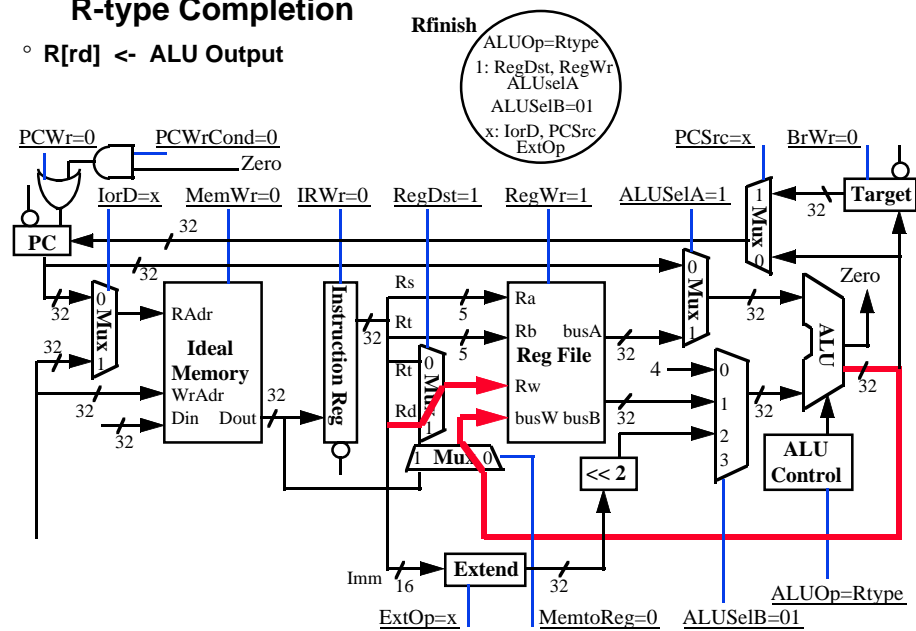 R-type Completion
° R[rd] <- ALU Output
Rfinish
ALUOp=Rtype
1: RegDst, RegWr
ALUselA
ALUSelB=01
x: IorD, PCSrc
ExtOp
PCWr=0
PCWrCond=0
PCSrc=x
BrWr=0
Zero
IorD=x
MemWr=0
IRWr=0
RegDst=1
RegWr=1
ALUSelA=1
1
Mux
0
32
Target
PC
32
32
32
Zero
32
0
Mux
1
RAdr
Ideal
Memory
WrAdr
Din
Dout
32
32
32
32
Instruction Reg
32
Rs
Rt
Rt
Rd
5
5
0
Mux
1
Ra
Rb
busA
Reg File
Rw
busW
busB
32
32
0
Mux
1
32
ALU
32
4
0
1
2
3
32
1 Mux 0
<< 2
ALU
Control
Imm
16
Extend
32
ALUOp=Rtype
ExtOp=x
MemtoReg=0
ALUSelB=01